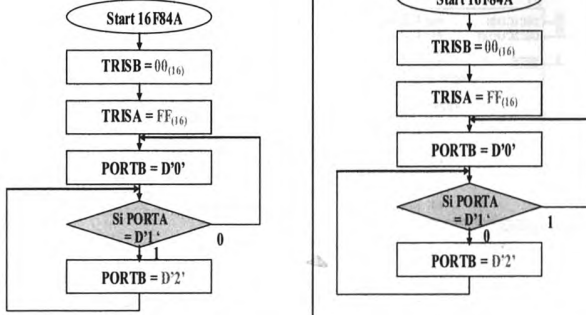 Start 16F84A
TRISB = 00(16)
TRISA = FF(16)
PORTB = D'0'
Si PORTA
= D'1'
0
1
PORTB = D'2'
Start 16F84A
TRISB = 00(16)
TRISA = FF(16)
PORTB = D'0'
Si PORTA
= D'1'
1
0
PORTB = D'2'